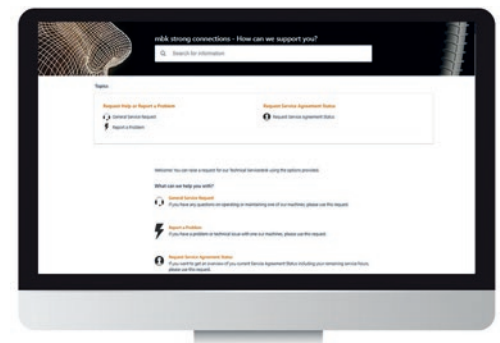 mbk strong connections - How can we support you?
Search for information
Topics
Request Help or Report a Problem
Request Service Agreement Status
General Service Request
Request Service Agreement Status
Report a Problem
Welcome! You can raise a request for our Technical Servicedesk using the options provided.
What can we help you with?
General Service Request
If you have any questions on operating or maintaining one of our machines, please use this request
Report a Problem
If you have a problem or technical issue with one our machines, please use this request.
Request Service Agreement Status
If you want to get an overview of you current Service Agreement Status including your remaining service hours,
please use this request.